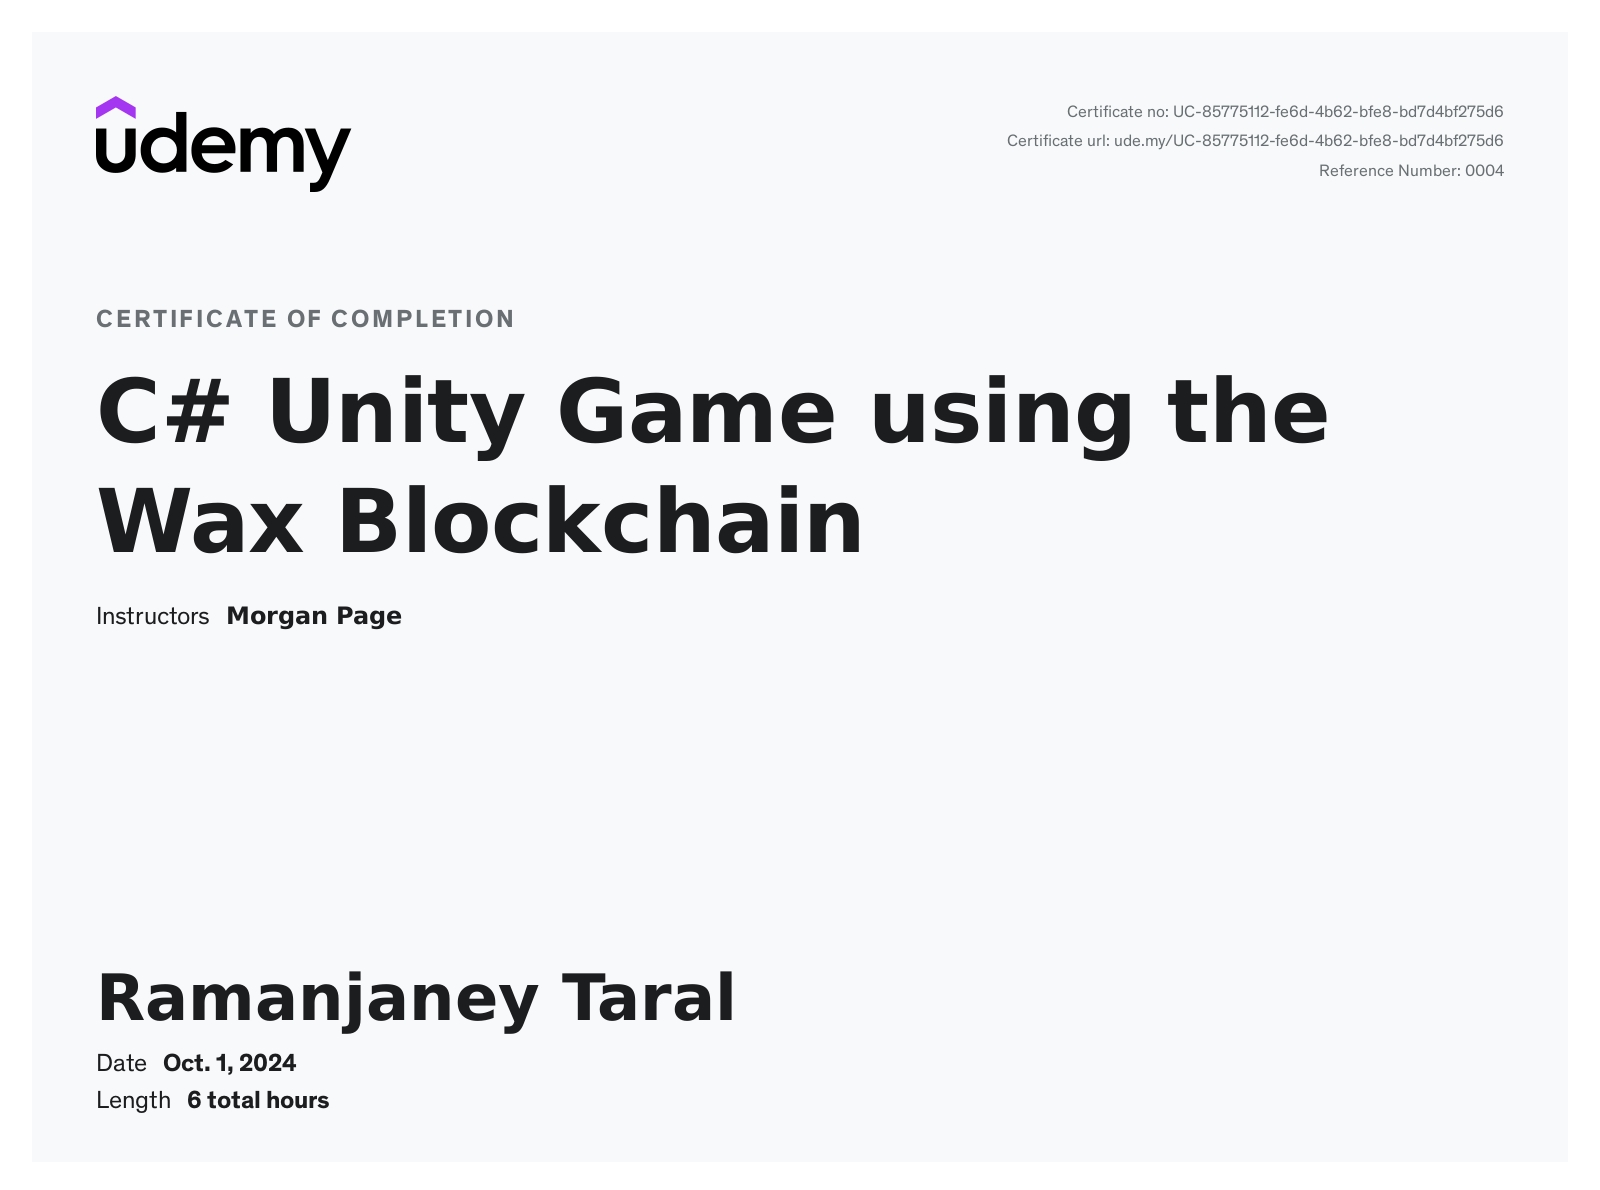 udemy
Certificate no: UC-85775112-fe6d-4b62-bfe8-bd7d4bf275d6
Certificate url: ude.my/UC-85775112-fe6d-4b62-bfe8-bd7d4bf275d6
Reference Number: 0004
CERTIFICATE OF COMPLETION
C# Unity Game using the
Wax Blockchain
Instructors Morgan Page
Ramanjaney Taral
Date Oct. 1, 2024
Length 6 total hours